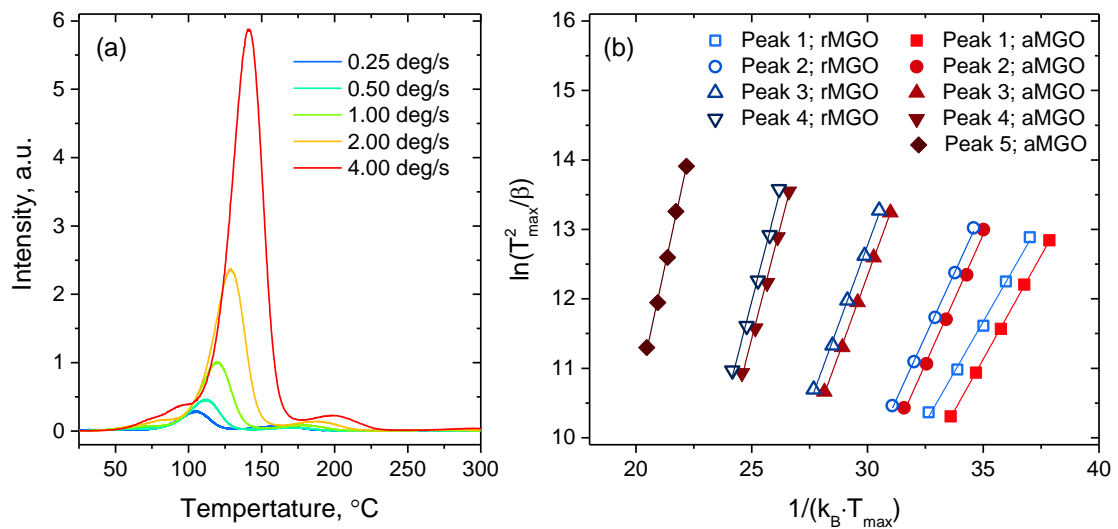 (a)
0.25 deg/s
0.50 deg/s
1.00 deg/s
2.00 deg/s
4.00 deg/s
Intensity, a.u.
6
5
4
3
2
1
0
50 100 150 200 250 300
Tempertature, °C
(b)
Peak 1; rMGO
Peak 2; rMGO
Peak 3; rMGO
Peak 4; rMGO
Peak 1; aMGO
Peak 2; aMGO
Peak 3; aMGO
Peak 4; aMGO
Peak 5; aMGO
ln(T²max/β)
16
15
14
13
12
11
10
20 25 30 35 40
1/(kB·Tmax)